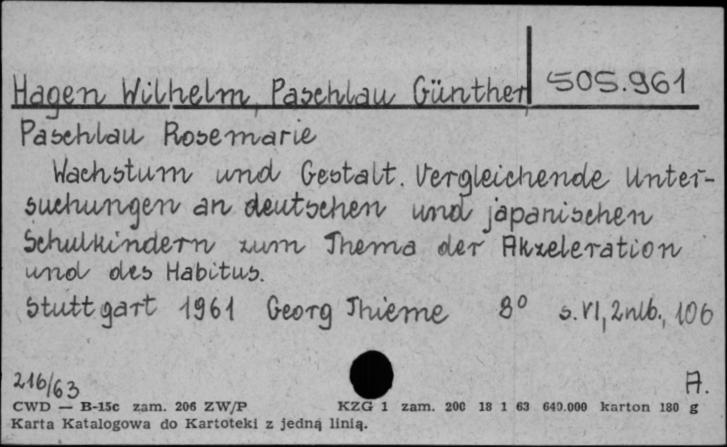 Hagen Wilhelm, Paschlau Günther, 505.961
Paschlau Rosemarie
Wachstum und Gestalt. Vergleichende Unter-
suchungen an deutschen und japanischen
Schulkindern zum Thema der Akzeleration
und des Habitus.
Stuttgart 1961 Georg Thieme 8° s. VI, 2nlb., 106
216/63 A.
CWD — B-15c zam. 206 ZW/P KZG 1 zam. 200 18 1 63 640.000 karton 180 g
Karta Katalogowa do Kartoteki z jedną linią.